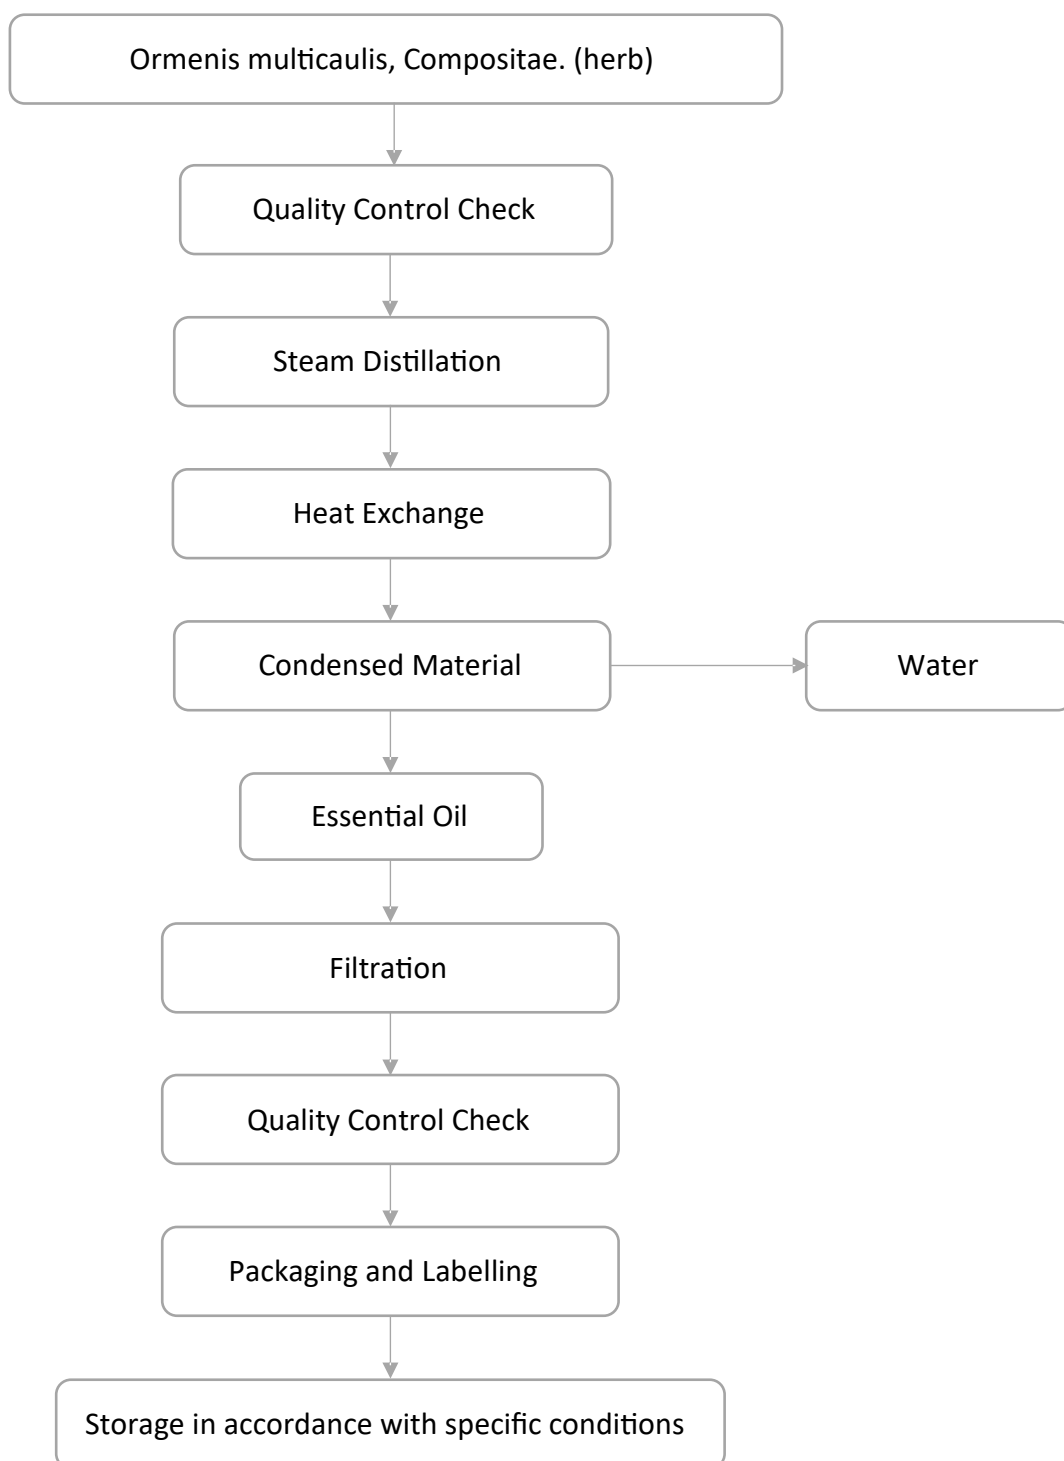 Ormenis multicaulis, Compositae. (herb)
Quality Control Check
Steam Distillation
Heat Exchange
Condensed Material
Water
Essential Oil
Filtration
Quality Control Check
Packaging and Labelling
Storage in accordance with specific conditions